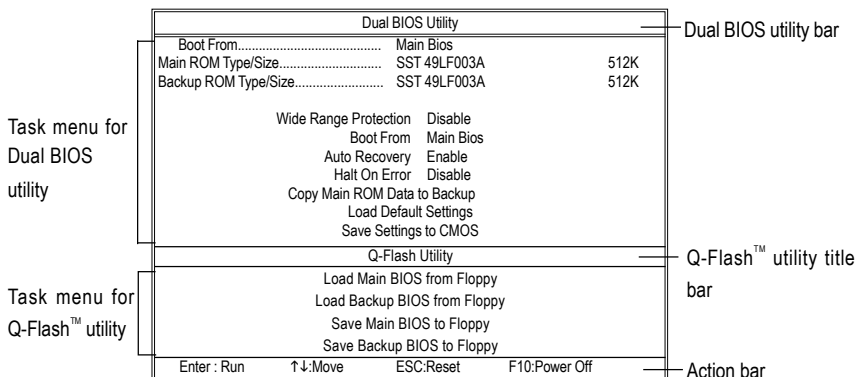 Dual BIOS Utility
Dual BIOS utility bar
Boot From.......................................... Main Bios
Main ROM Type/Size.............................. SST 49LF003A 512K
Backup ROM Type/Size.......................... SST 49LF003A 512K
Task menu for
Dual BIOS
utility
Wide Range Protection Disable
Boot From Main Bios
Auto Recovery Enable
Halt On Error Disable
Copy Main ROM Data to Backup
Load Default Settings
Save Settings to CMOS
Q-Flash Utility
Q-Flash™ utility title
bar
Task menu for
Q-Flash™ utility
Load Main BIOS from Floppy
Load Backup BIOS from Floppy
Save Main BIOS to Floppy
Save Backup BIOS to Floppy
Enter : Run ↑↓:Move ESC:Reset F10:Power Off
Action bar